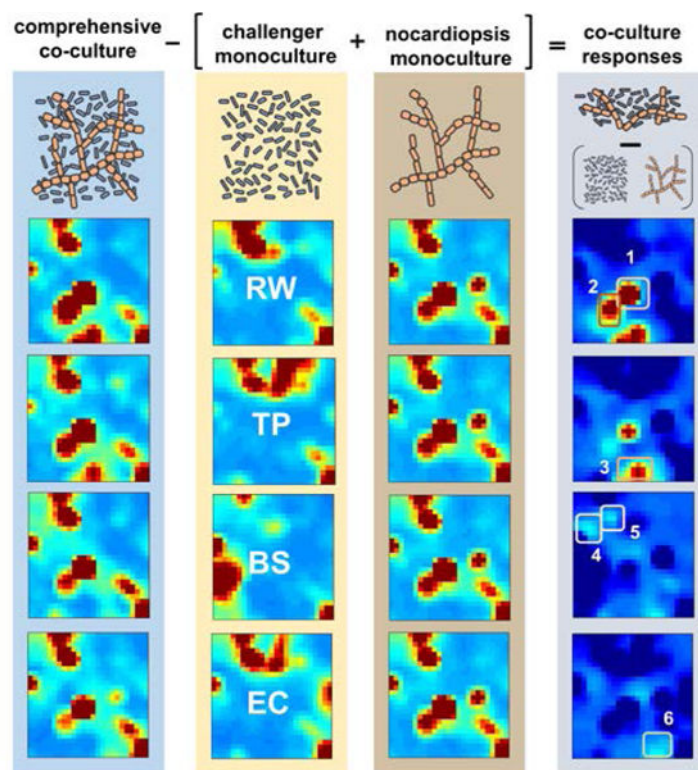 comprehensive co-culture
−
[
challenger monoculture
+
nocardiopsis monoculture
]
=
co-culture responses
RW
1
2
TP
3
BS
4
5
EC
6